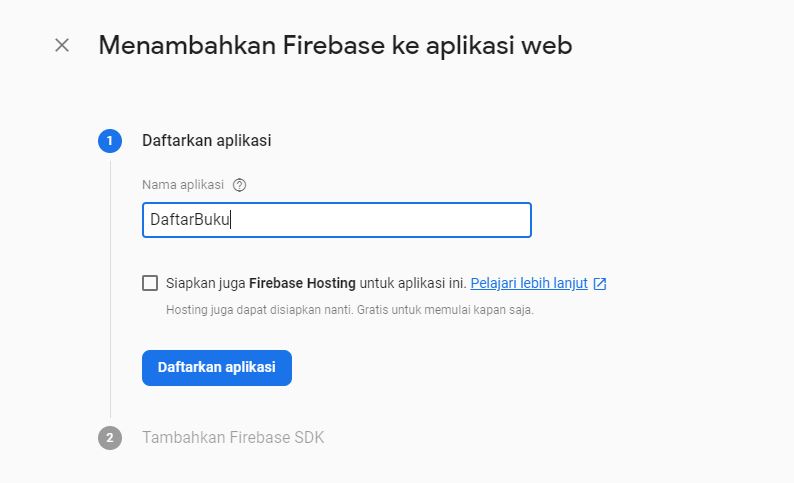 Menambahkan Firebase ke aplikasi web
1 Daftarkan aplikasi
Nama aplikasi ?
DaftarBuku
Siapkan juga Firebase Hosting untuk aplikasi ini. Pelajari lebih lanjut
Hosting juga dapat disiapkan nanti. Gratis untuk memulai kapan saja.
Daftarkan aplikasi
2 Tambahkan Firebase SDK